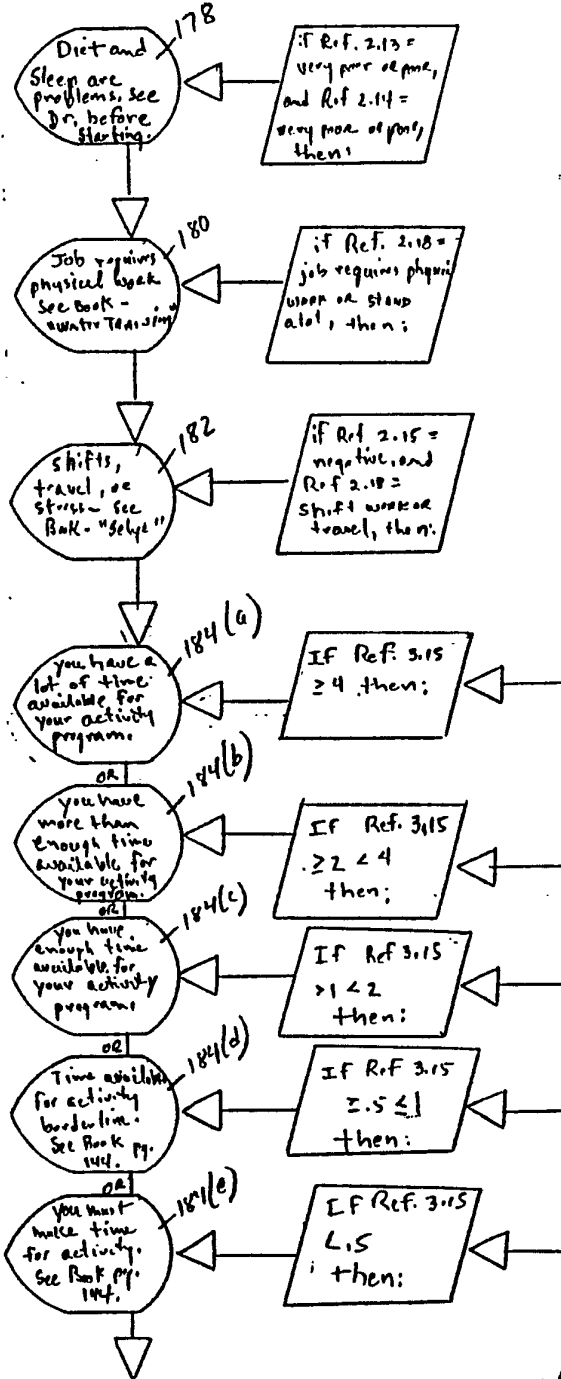 178
Diet and
Sleep are
problems, see
Dr. before
Starting.
if Ref. 2.13 =
very poor or poor,
and Ref 2.14 =
very poor or poor,
then:
180
Job requires
physical work
See Book -
"Winter Training"
if Ref. 2.18 =
job requires physical
work or stand
alot, then:
182
shifts,
travel, or
stress - see
Book - "Selye"
if Ref 2.15 =
negative, and
Ref 2.18 =
shift work or
travel, then:
184(a)
you have a
lot of time
available for
your activity
program.
If Ref. 3.15
≥ 4 then:
OR
184(b)
you have
more than
enough time
available for
your activity
program.
If Ref. 3.15
≥ 2 < 4
then:
OR
184(c)
you have
enough time
available for
your activity
program.
If Ref 3.15
>1 < 2
then:
OR
184(d)
Time available
for activity
borderline.
See Book pg.
144.
If Ref 3.15
≥ .5 ≤ 1
then:
OR
184(e)
you must
make time
for activity.
See Book pg.
144.
If Ref. 3.15
< .5
then: